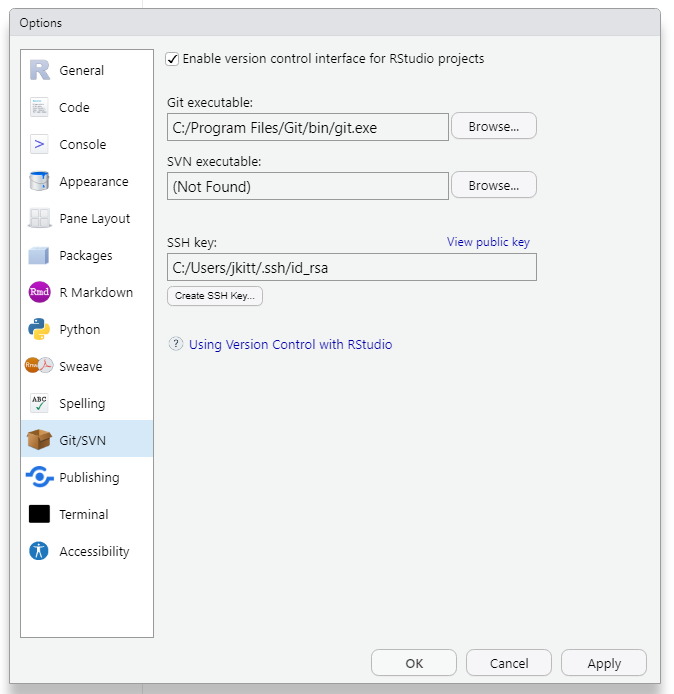 Options
General
Code
Console
Appearance
Pane Layout
Packages
Rmd R Markdown
Python
Sweave
ABC Spelling
Git/SVN
Publishing
Terminal
Accessibility
Enable version control interface for RStudio projects
Git executable:
C:/Program Files/Git/bin/git.exe Browse...
SVN executable:
(Not Found) Browse...
SSH key: View public key
C:/Users/jkitt/.ssh/id_rsa
Create SSH Key...
? Using Version Control with RStudio
OK Cancel Apply